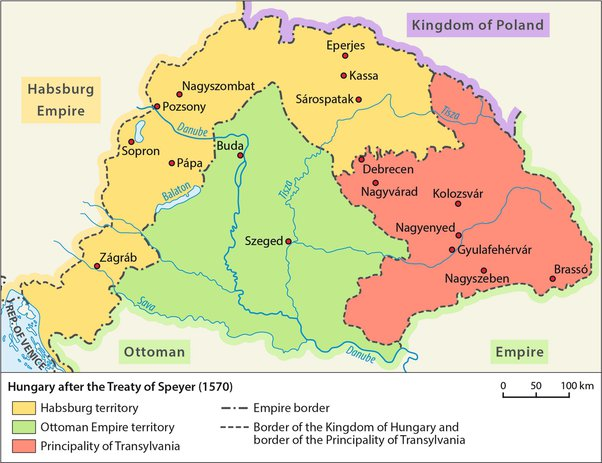 Kingdom of Poland
Habsburg
Empire
Eperjes
Kassa
Nagyszombat
Pozsony
Sárospatak
Tisza
Danube
Sopron
Buda
Pápa
Debrecen
Nagyvárad
Tisza
Balaton
Kolozsvár
Nagyenyed
Szeged
Gyulafehérvár
Zágráb
Nagyszeben
Brassó
Sava
REP. OF VENICE
Ottoman
Danube
Empire
Hungary after the Treaty of Speyer (1570)
0 50 100 km
Habsburg territory
Ottoman Empire territory
Principality of Transylvania
Empire border
Border of the Kingdom of Hungary and
border of the Principality of Transylvania